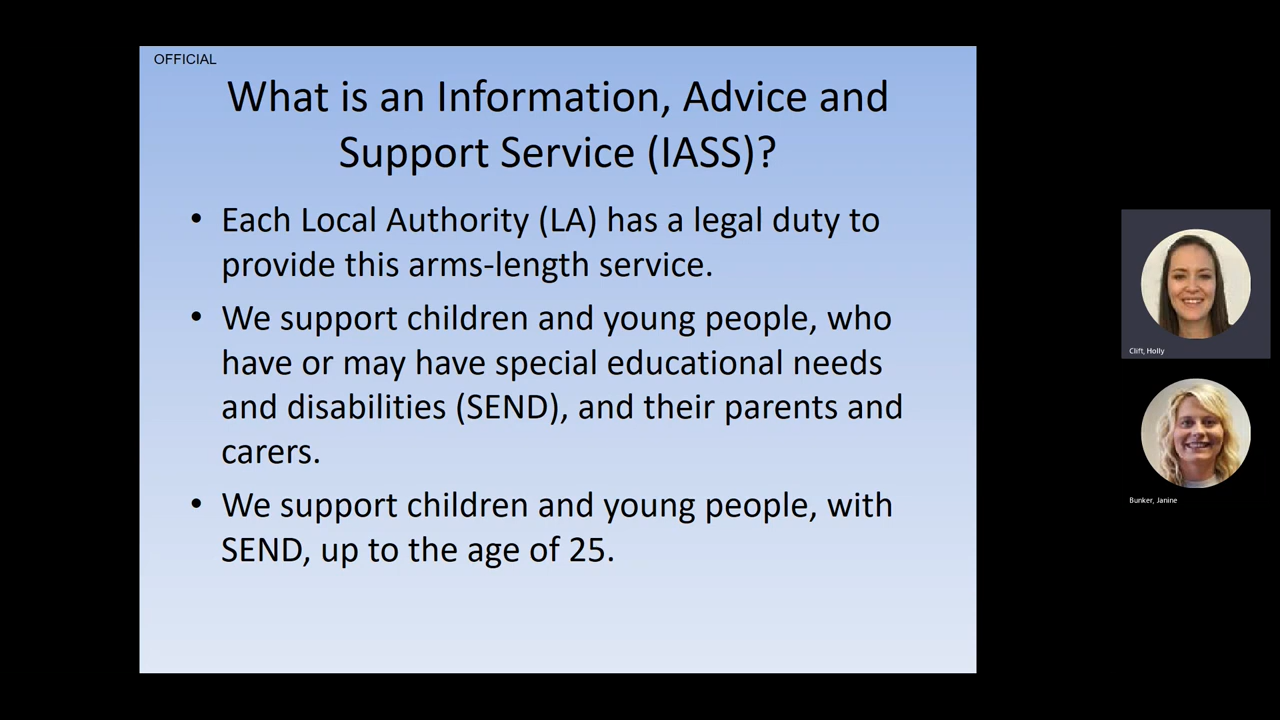 OFFICIAL
What is an Information, Advice and
Support Service (IASS)?
• Each Local Authority (LA) has a legal duty to
provide this arms-length service.
• We support children and young people, who
have or may have special educational needs
and disabilities (SEND), and their parents and
carers.
• We support children and young people, with
SEND, up to the age of 25.
Clift, Holly
Bunker, Janine